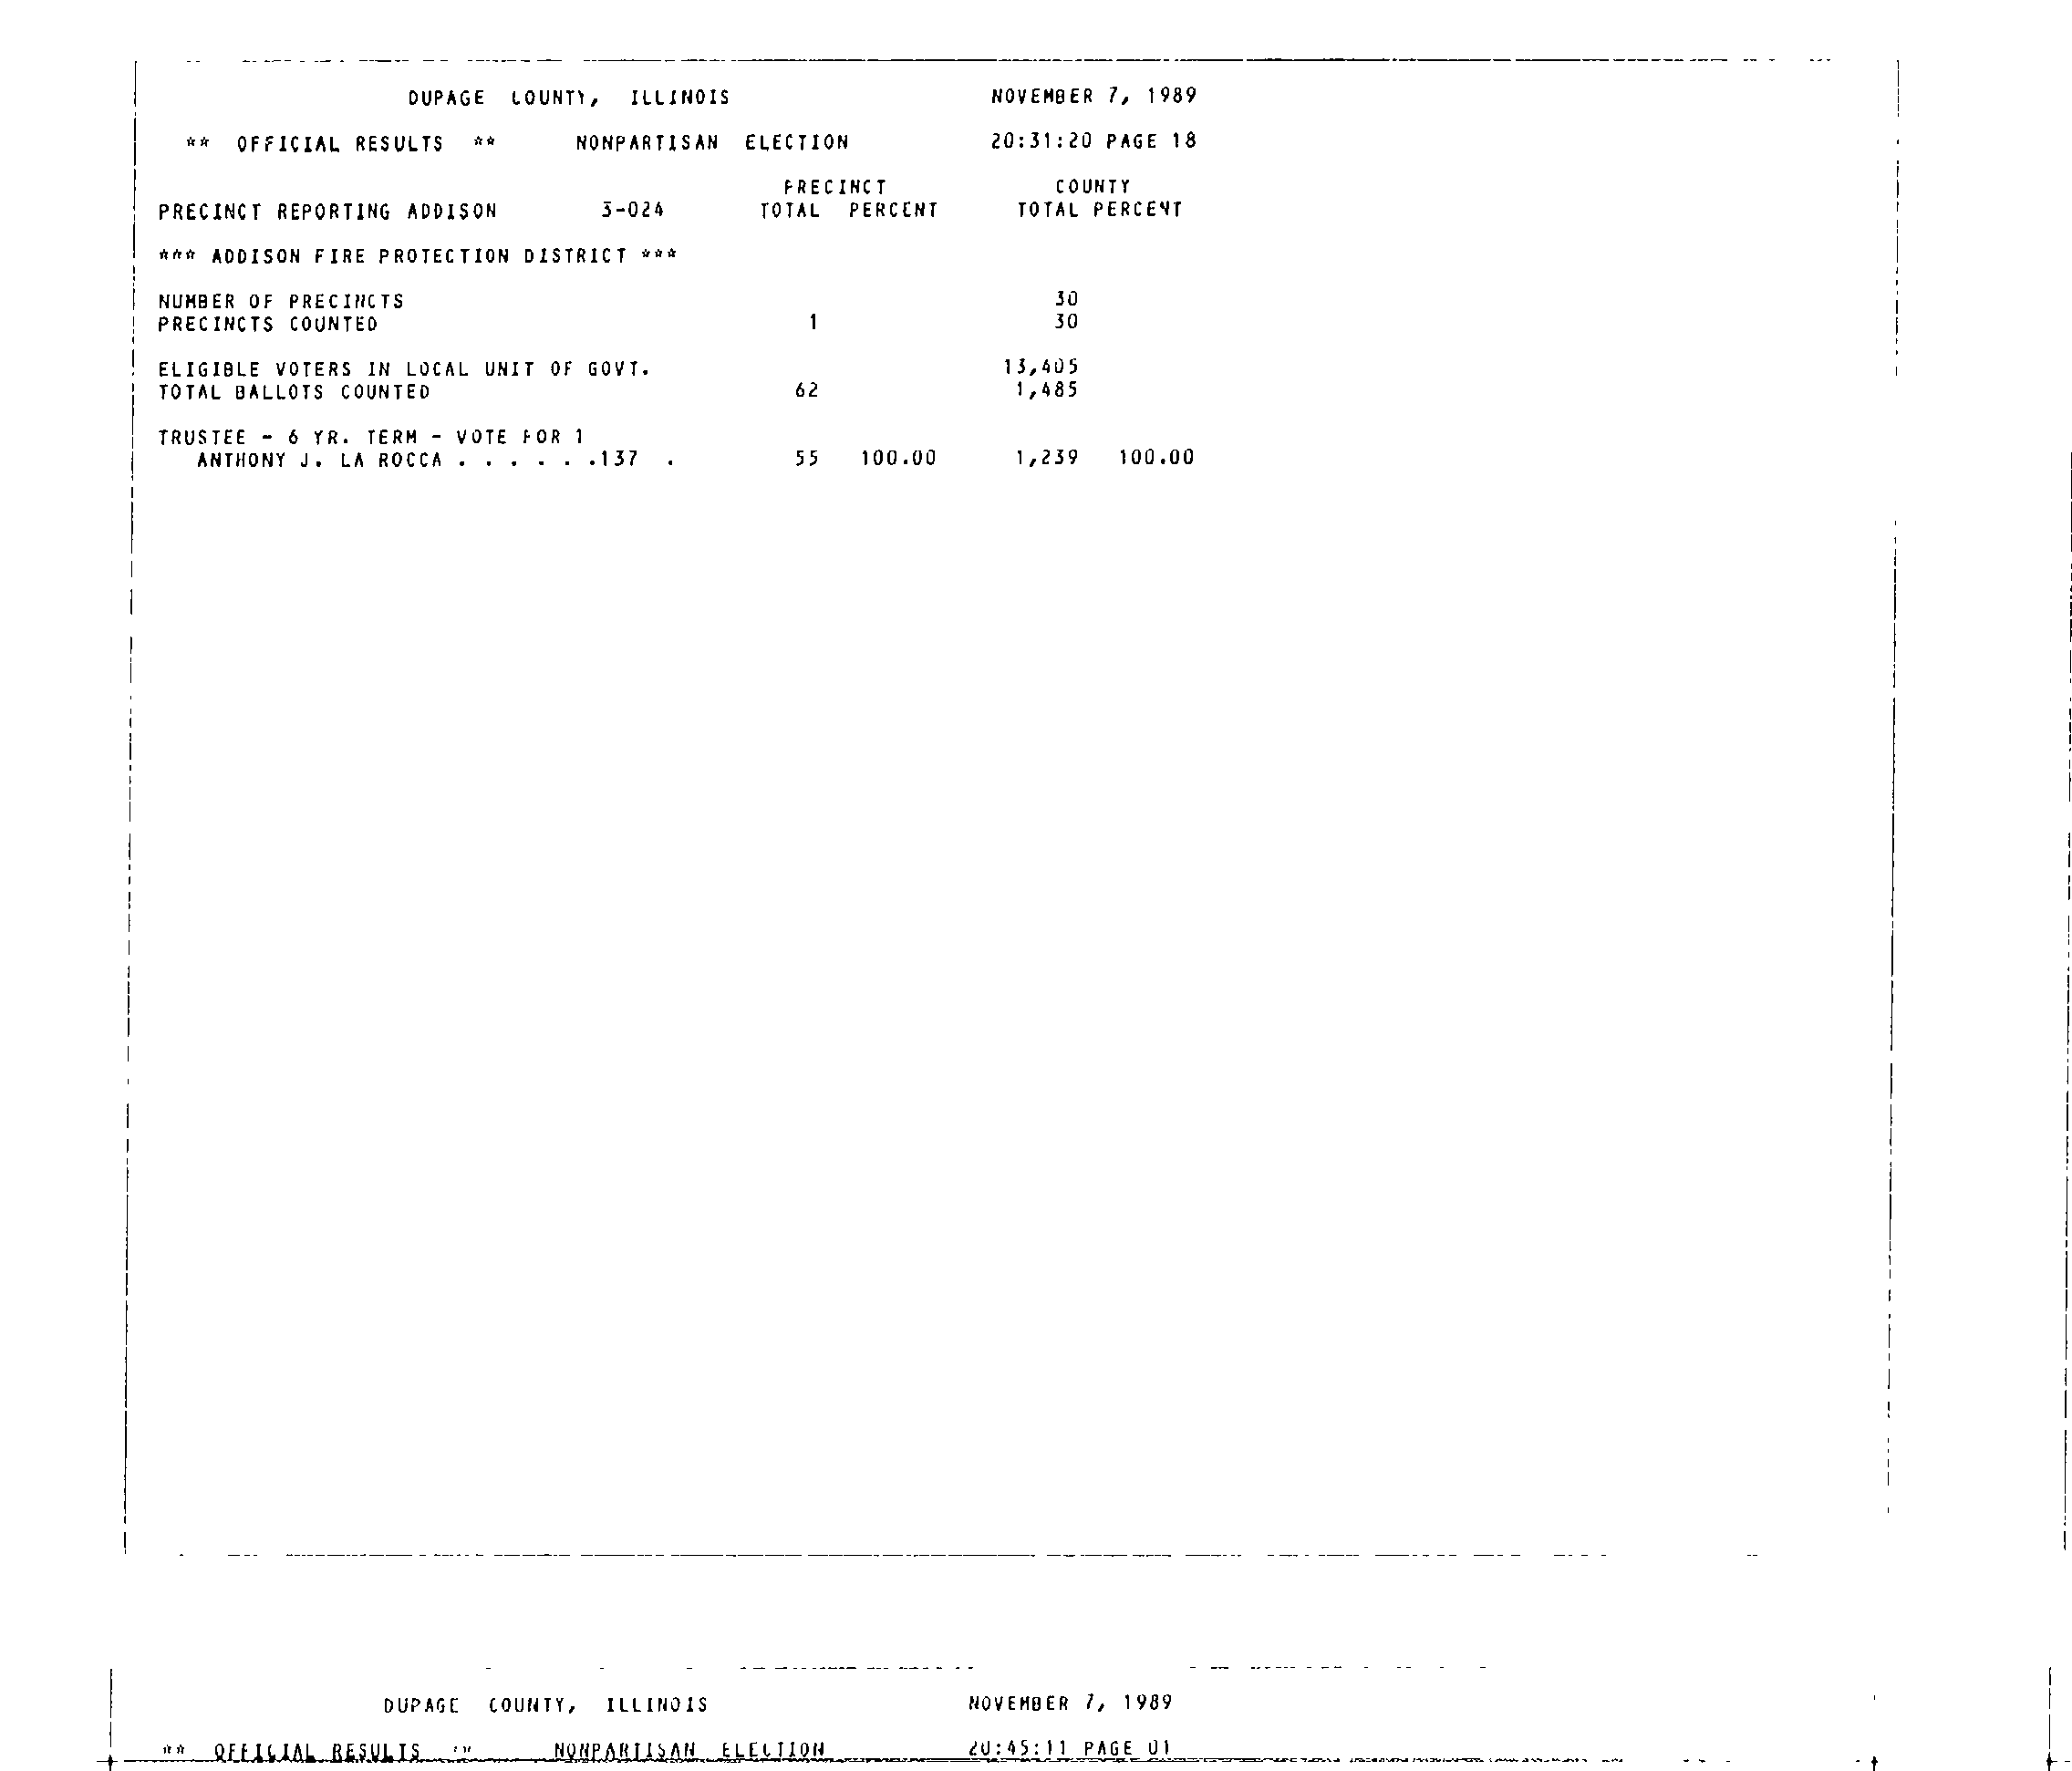 DUPAGE COUNTY, ILLINOIS NOVEMBER 7, 1989
** OFFICIAL RESULTS ** NONPARTISAN ELECTION 20:31:20 PAGE 18
PRECINCT COUNTY
PRECINCT REPORTING ADDISON 3-024 TOTAL PERCENT TOTAL PERCENT
*** ADDISON FIRE PROTECTION DISTRICT ***
NUMBER OF PRECINCTS 30
PRECINCTS COUNTED 1 30
ELIGIBLE VOTERS IN LOCAL UNIT OF GOVT. 13,405
TOTAL BALLOTS COUNTED 62 1,485
TRUSTEE - 6 YR. TERM - VOTE FOR 1
ANTHONY J. LA ROCCA . . . . . .137 . 55 100.00 1,239 100.00
DUPAGE COUNTY, ILLINOIS NOVEMBER 7, 1989
** OFFICIAL RESULTS ** NONPARTISAN ELECTION 20:45:11 PAGE 01